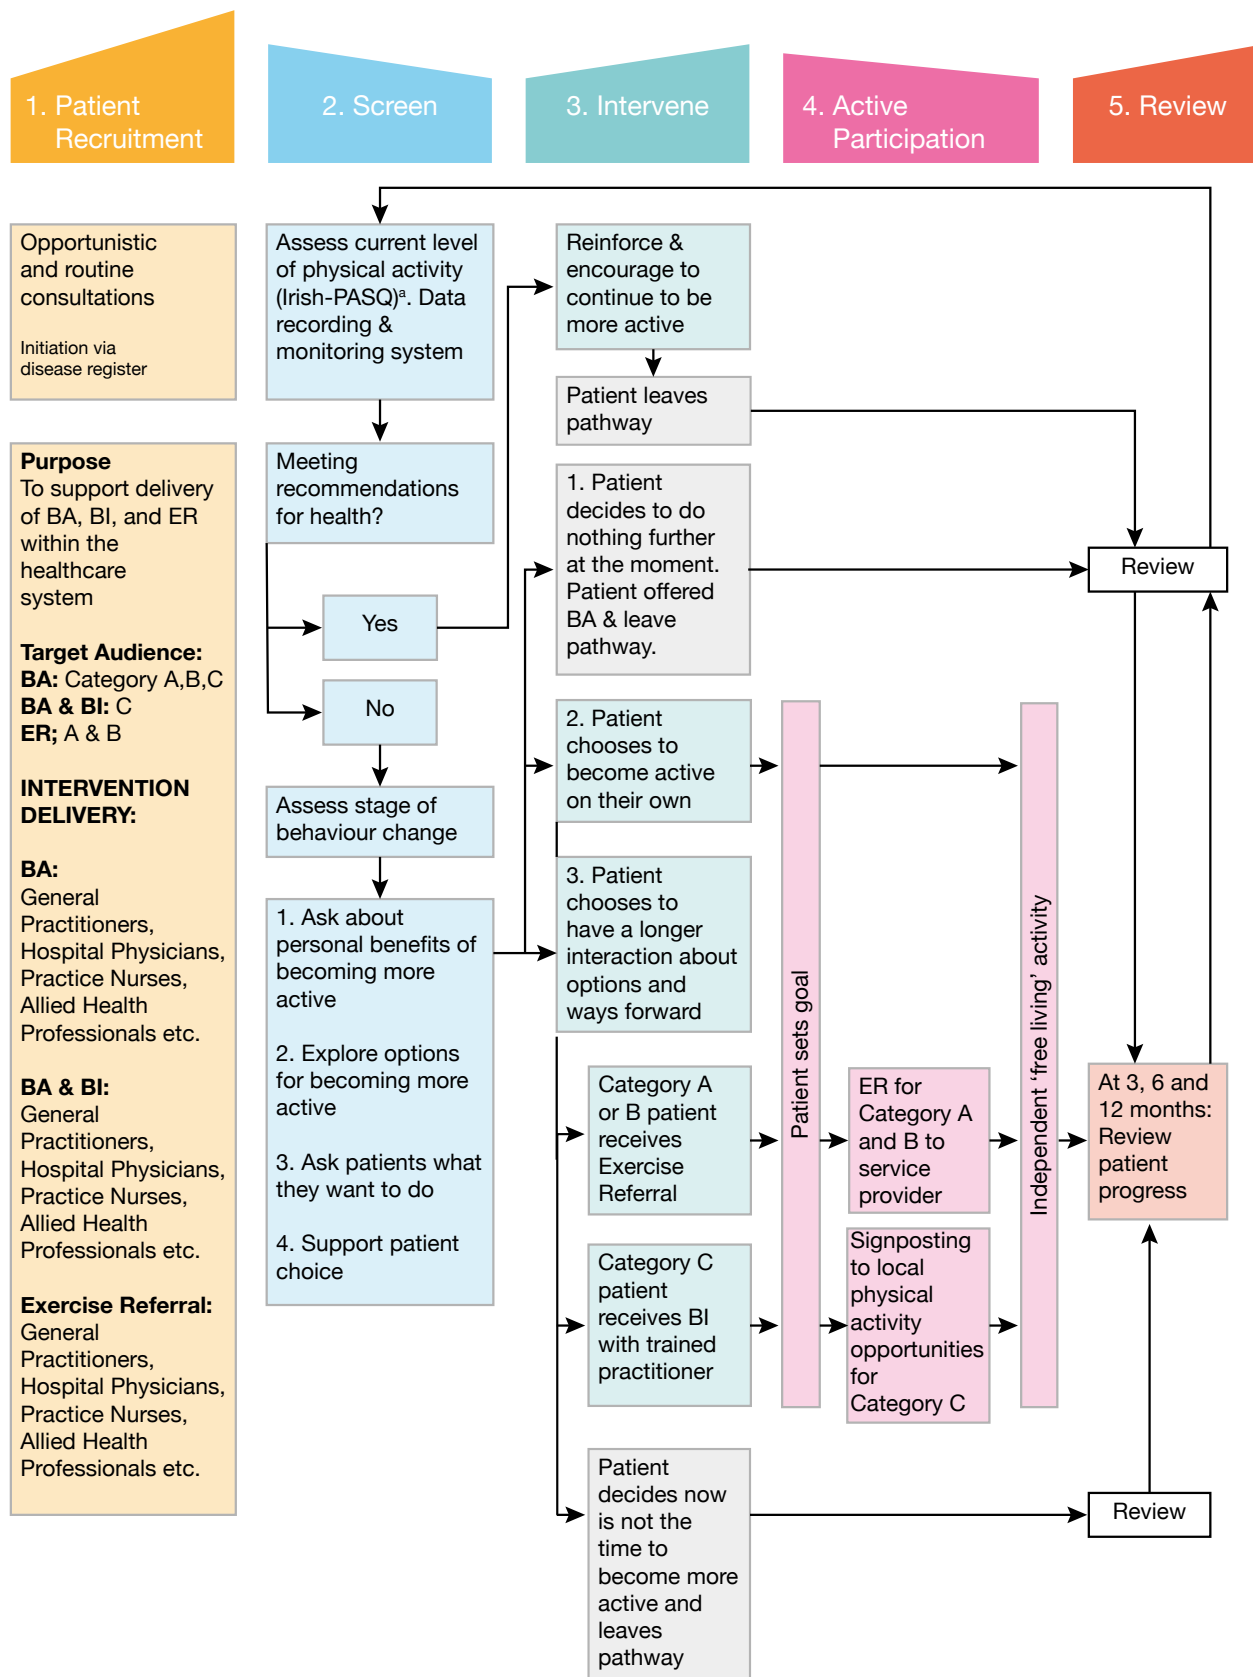 1. Patient
Recruitment
2. Screen
3. Intervene
4. Active
Participation
5. Review
Opportunistic
and routine
consultations
Initiation via
disease register
Purpose
To support delivery
of BA, BI, and ER
within the
healthcare
system
Target Audience:
BA: Category A,B,C
BA & BI: C
ER; A & B
INTERVENTION
DELIVERY:
BA:
General
Practitioners,
Hospital Physicians,
Practice Nurses,
Allied Health
Professionals etc.
BA & BI:
General
Practitioners,
Hospital Physicians,
Practice Nurses,
Allied Health
Professionals etc.
Exercise Referral:
General
Practitioners,
Hospital Physicians,
Practice Nurses,
Allied Health
Professionals etc.
Assess current level
of physical activity
(Irish-PASQ)ᵃ. Data
recording &
monitoring system
Meeting
recommendations
for health?
Yes
No
Assess stage of
behaviour change
1. Ask about
personal benefits of
becoming more
active
2. Explore options
for becoming more
active
3. Ask patients what
they want to do
4. Support patient
choice
Reinforce &
encourage to
continue to be
more active
Patient leaves
pathway
1. Patient
decides to do
nothing further
at the moment.
Patient offered
BA & leave
pathway.
2. Patient
chooses to
become active
on their own
3. Patient
chooses to
have a longer
interaction about
options and
ways forward
Category A
or B patient
receives
Exercise
Referral
Category C
patient
receives BI
with trained
practitioner
Patient
decides now
is not the
time to
become more
active and
leaves
pathway
Patient sets goal
ER for
Category A
and B to
service
provider
Signposting
to local
physical
activity
opportunities
for
Category C
Independent ‘free living’ activity
Review
At 3, 6 and
12 months:
Review
patient
progress
Review